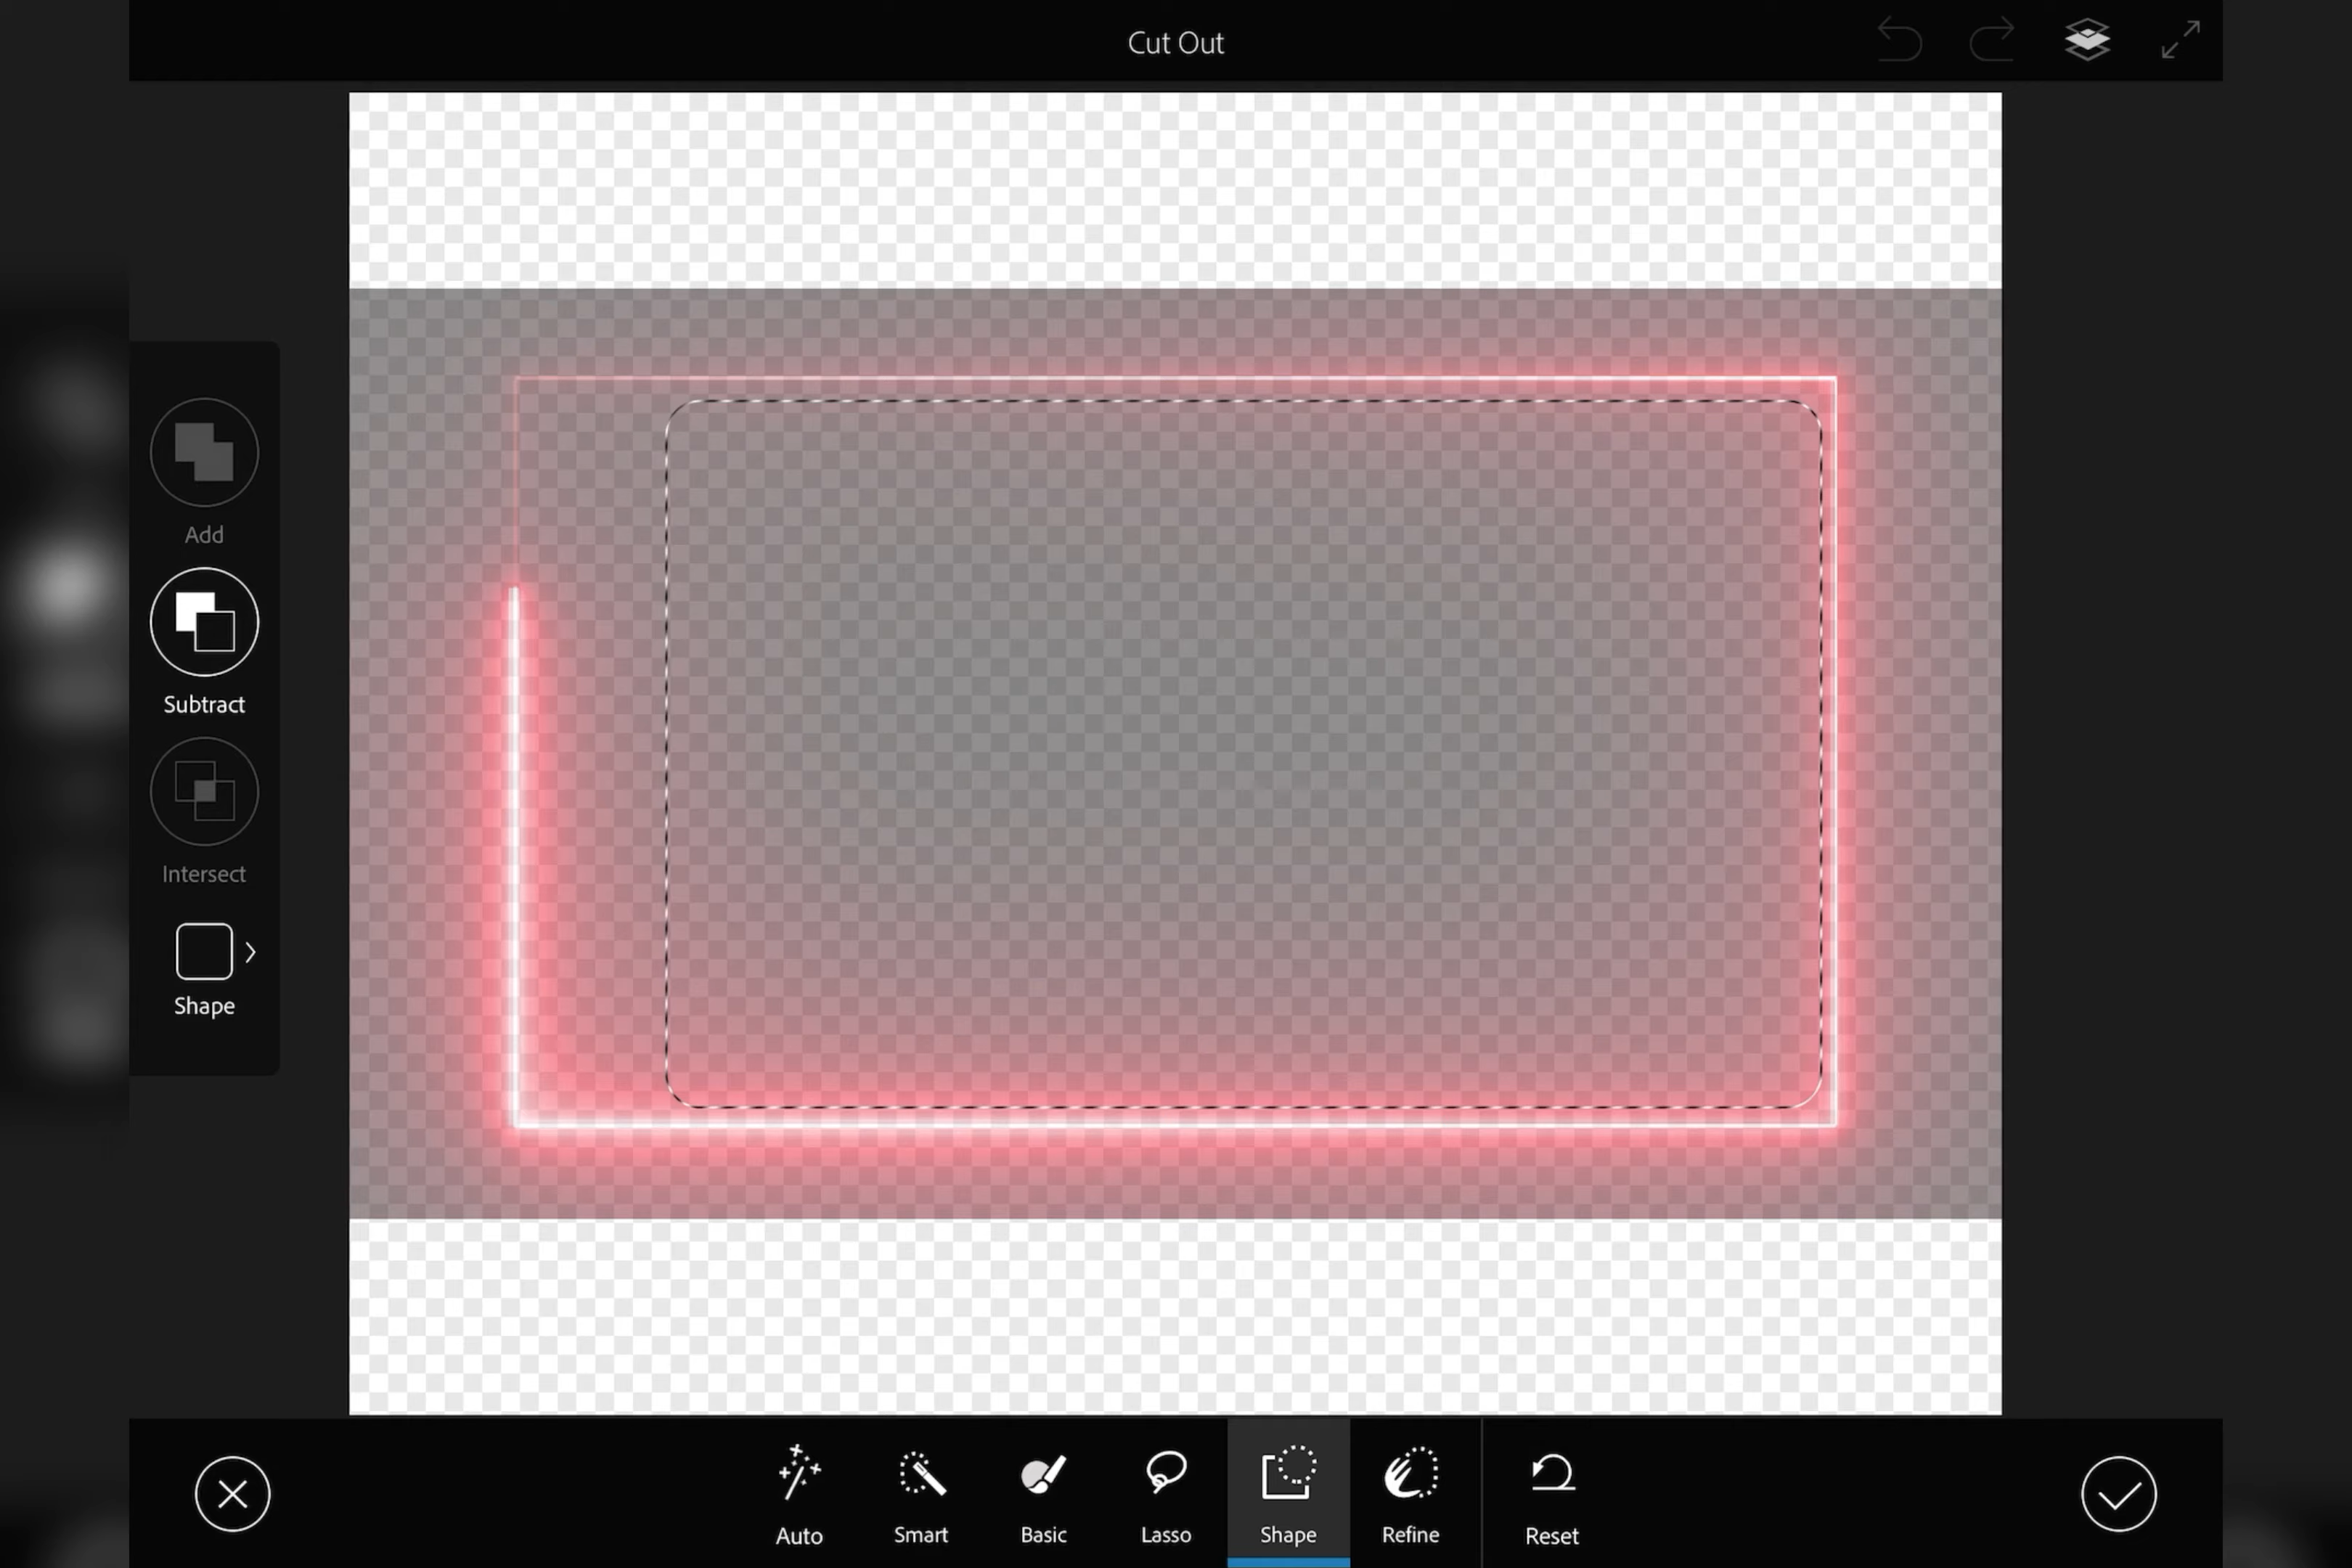 Cut Out
Add
Subtract
Intersect
Shape
Auto
Smart
Basic
Lasso
Shape
Refine
Reset